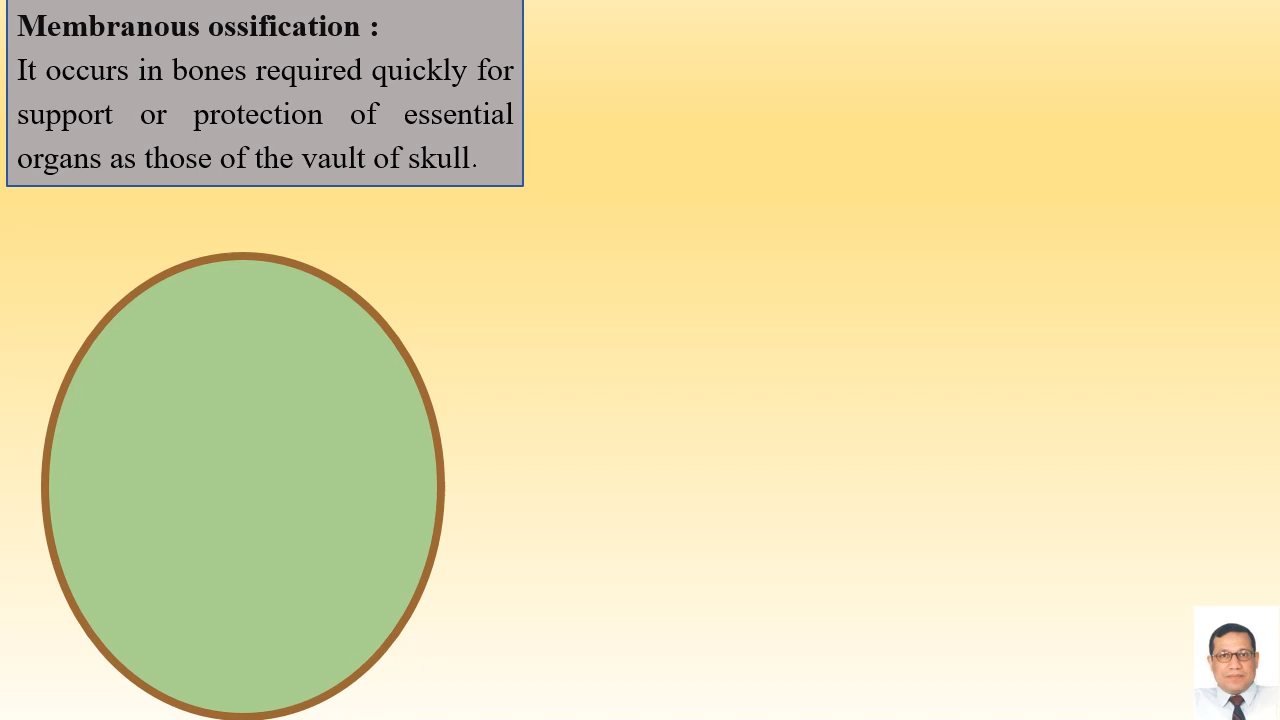 Membranous ossification :
It occurs in bones required quickly for
support or protection of essential
organs as those of the vault of skull.